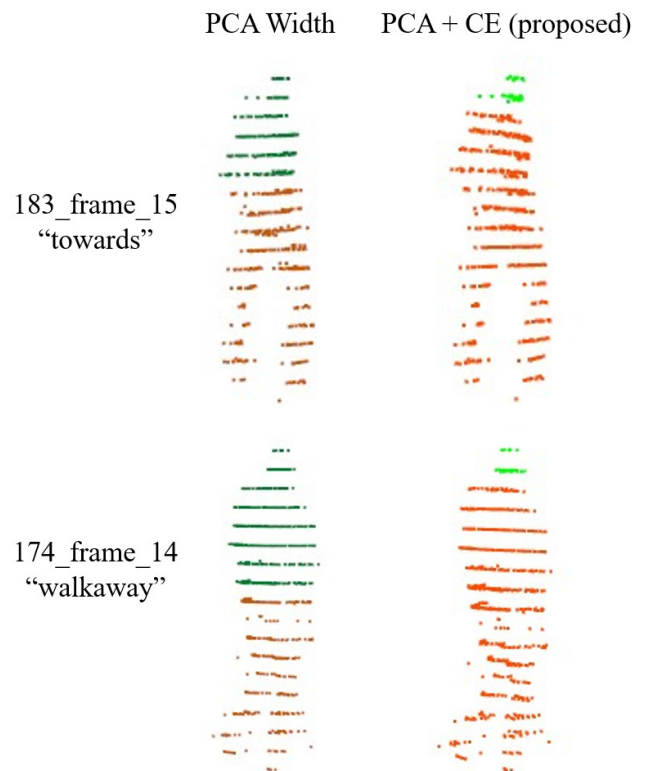 PCA Width
PCA + CE (proposed)
183_frame_15
“towards”
174_frame_14
“walkaway”